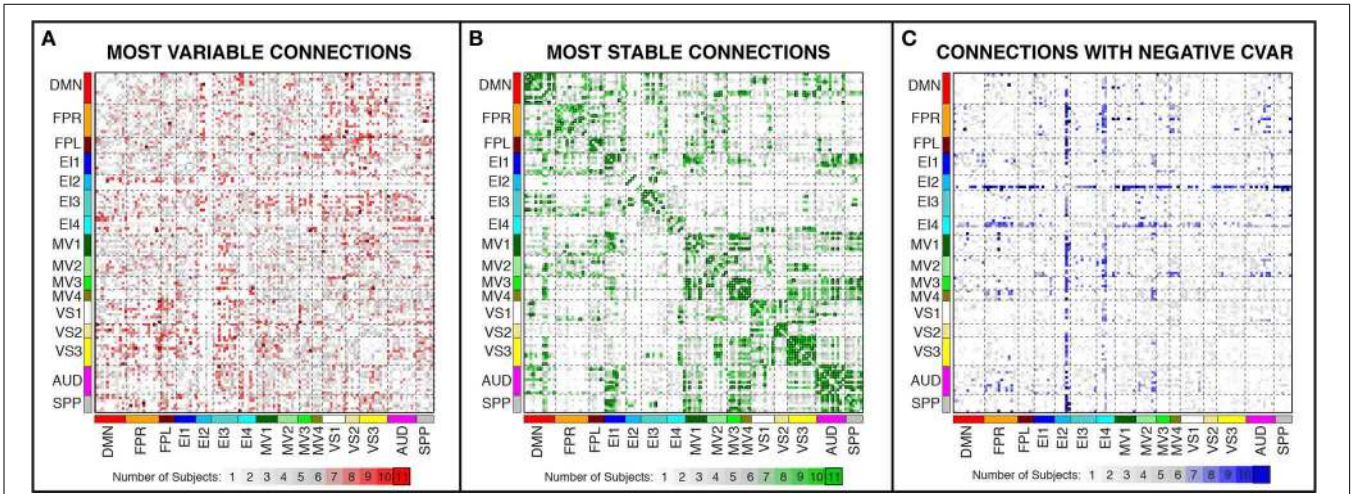 A MOST VARIABLE CONNECTIONS
DMN
FPR
FPL
EI1
EI2
EI3
EI4
MV1
MV2
MV3
MV4
VS1
VS2
VS3
AUD
SPP
DMN FPR FPL EI1 EI2 EI3 EI4 MV1 MV2 MV3 MV4 VS1 VS2 VS3 AUD SPP
Number of Subjects: 1 2 3 4 5 6 7 8 9 10 11
B MOST STABLE CONNECTIONS
DMN
FPR
FPL
EI1
EI2
EI3
EI4
MV1
MV2
MV3
MV4
VS1
VS2
VS3
AUD
SPP
DMN FPR FPL EI1 EI2 EI3 EI4 MV1 MV2 MV3 MV4 VS1 VS2 VS3 AUD SPP
Number of Subjects: 1 2 3 4 5 6 7 8 9 10 11
C CONNECTIONS WITH NEGATIVE CVAR
DMN
FPR
FPL
EI1
EI2
EI3
EI4
MV1
MV2
MV3
MV4
VS1
VS2
VS3
AUD
SPP
DMN FPR FPL EI1 EI2 EI3 EI4 MV1 MV2 MV3 MV4 VS1 VS2 VS3 AUD SPP
Number of Subjects: 1 2 3 4 5 6 7 8 9 10